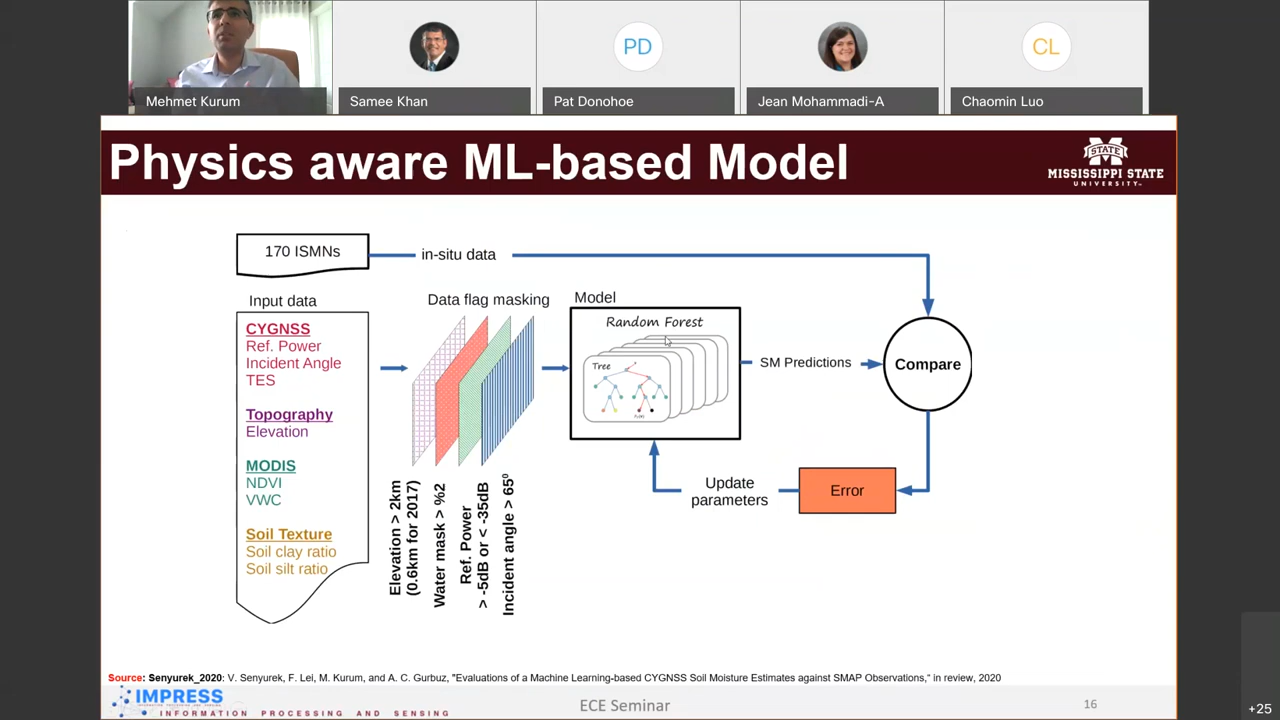 Mehmet Kurum
Samee Khan
PD
Pat Donohoe
Jean Mohammadi-A
CL
Chaomin Luo
Physics aware ML-based Model
STATE
MISSISSIPPI STATE
UNIVERSITY™
170 ISMNs
in-situ data
Input data
CYGNSS
Ref. Power
Incident Angle
TES
Topography
Elevation
MODIS
NDVI
VWC
Soil Texture
Soil clay ratio
Soil silt ratio
Data flag masking
Elevation > 2km
(0.6km for 2017)
Water mask > %2
Ref. Power
> -5dB or < -35dB
Incident angle > 65⁰
Model
Random Forest
Tree
SM Predictions
Compare
Error
Update
parameters
Source: Senyurek_2020: V. Senyurek, F. Lei, M. Kurum, and A. C. Gurbuz, "Evaluations of a Machine Learning-based CYGNSS Soil Moisture Estimates against SMAP Observations," in review, 2020
IMPRESS
INFORMATION PROCESSING AND SENSING
ECE Seminar
16
+25